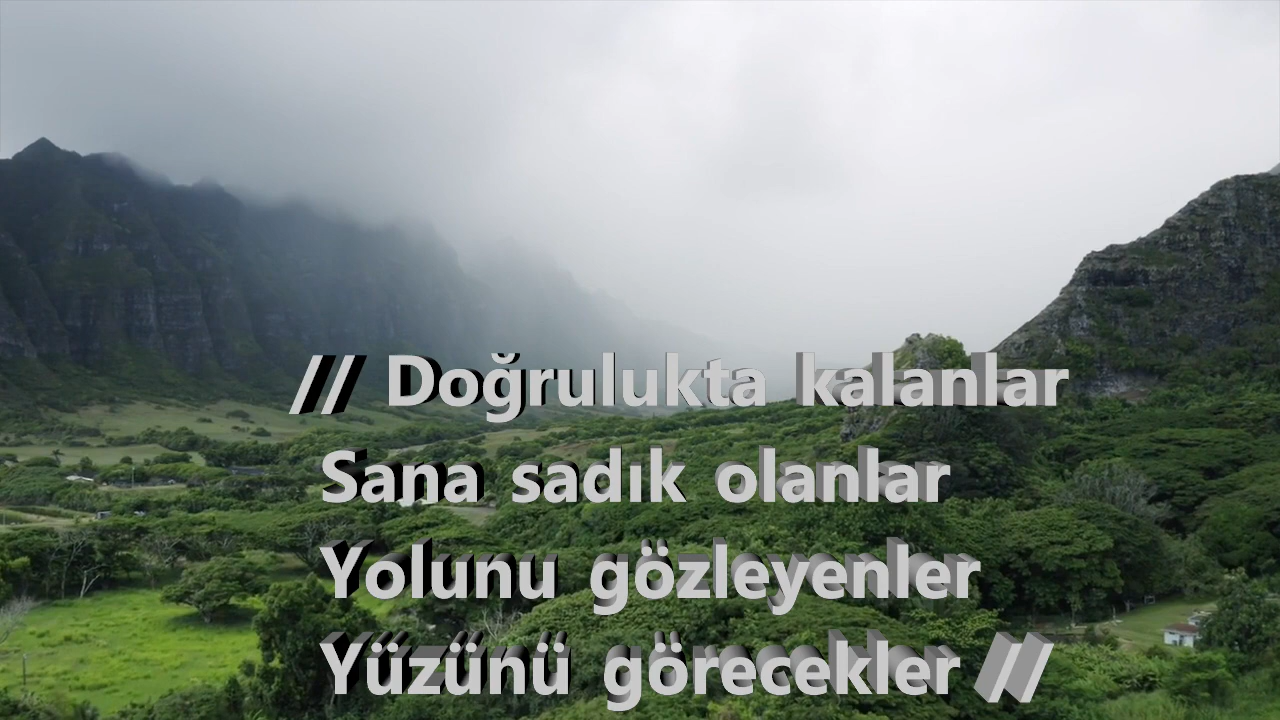 // Doğrulukta kalanlar
Sana sadık olanlar
Yolunu gözleyenler
Yüzünü görecekler //